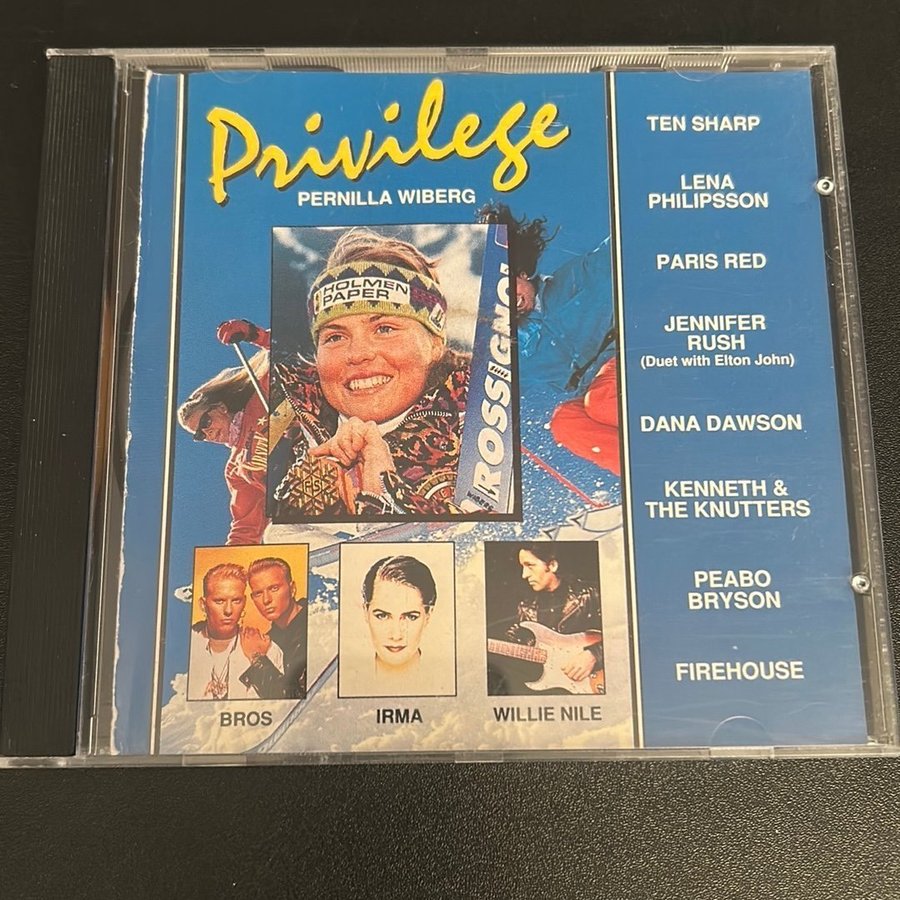 Privilege
PERNILLA WIBERG
HOLMEN
PAPER
ROSSIGNOL
BROS
IRMA
WILLIE NILE
TEN SHARP
LENA
PHILIPSSON
PARIS RED
JENNIFER
RUSH
(Duet with Elton John)
DANA DAWSON
KENNETH &
THE KNUTTERS
PEABO
BRYSON
FIREHOUSE